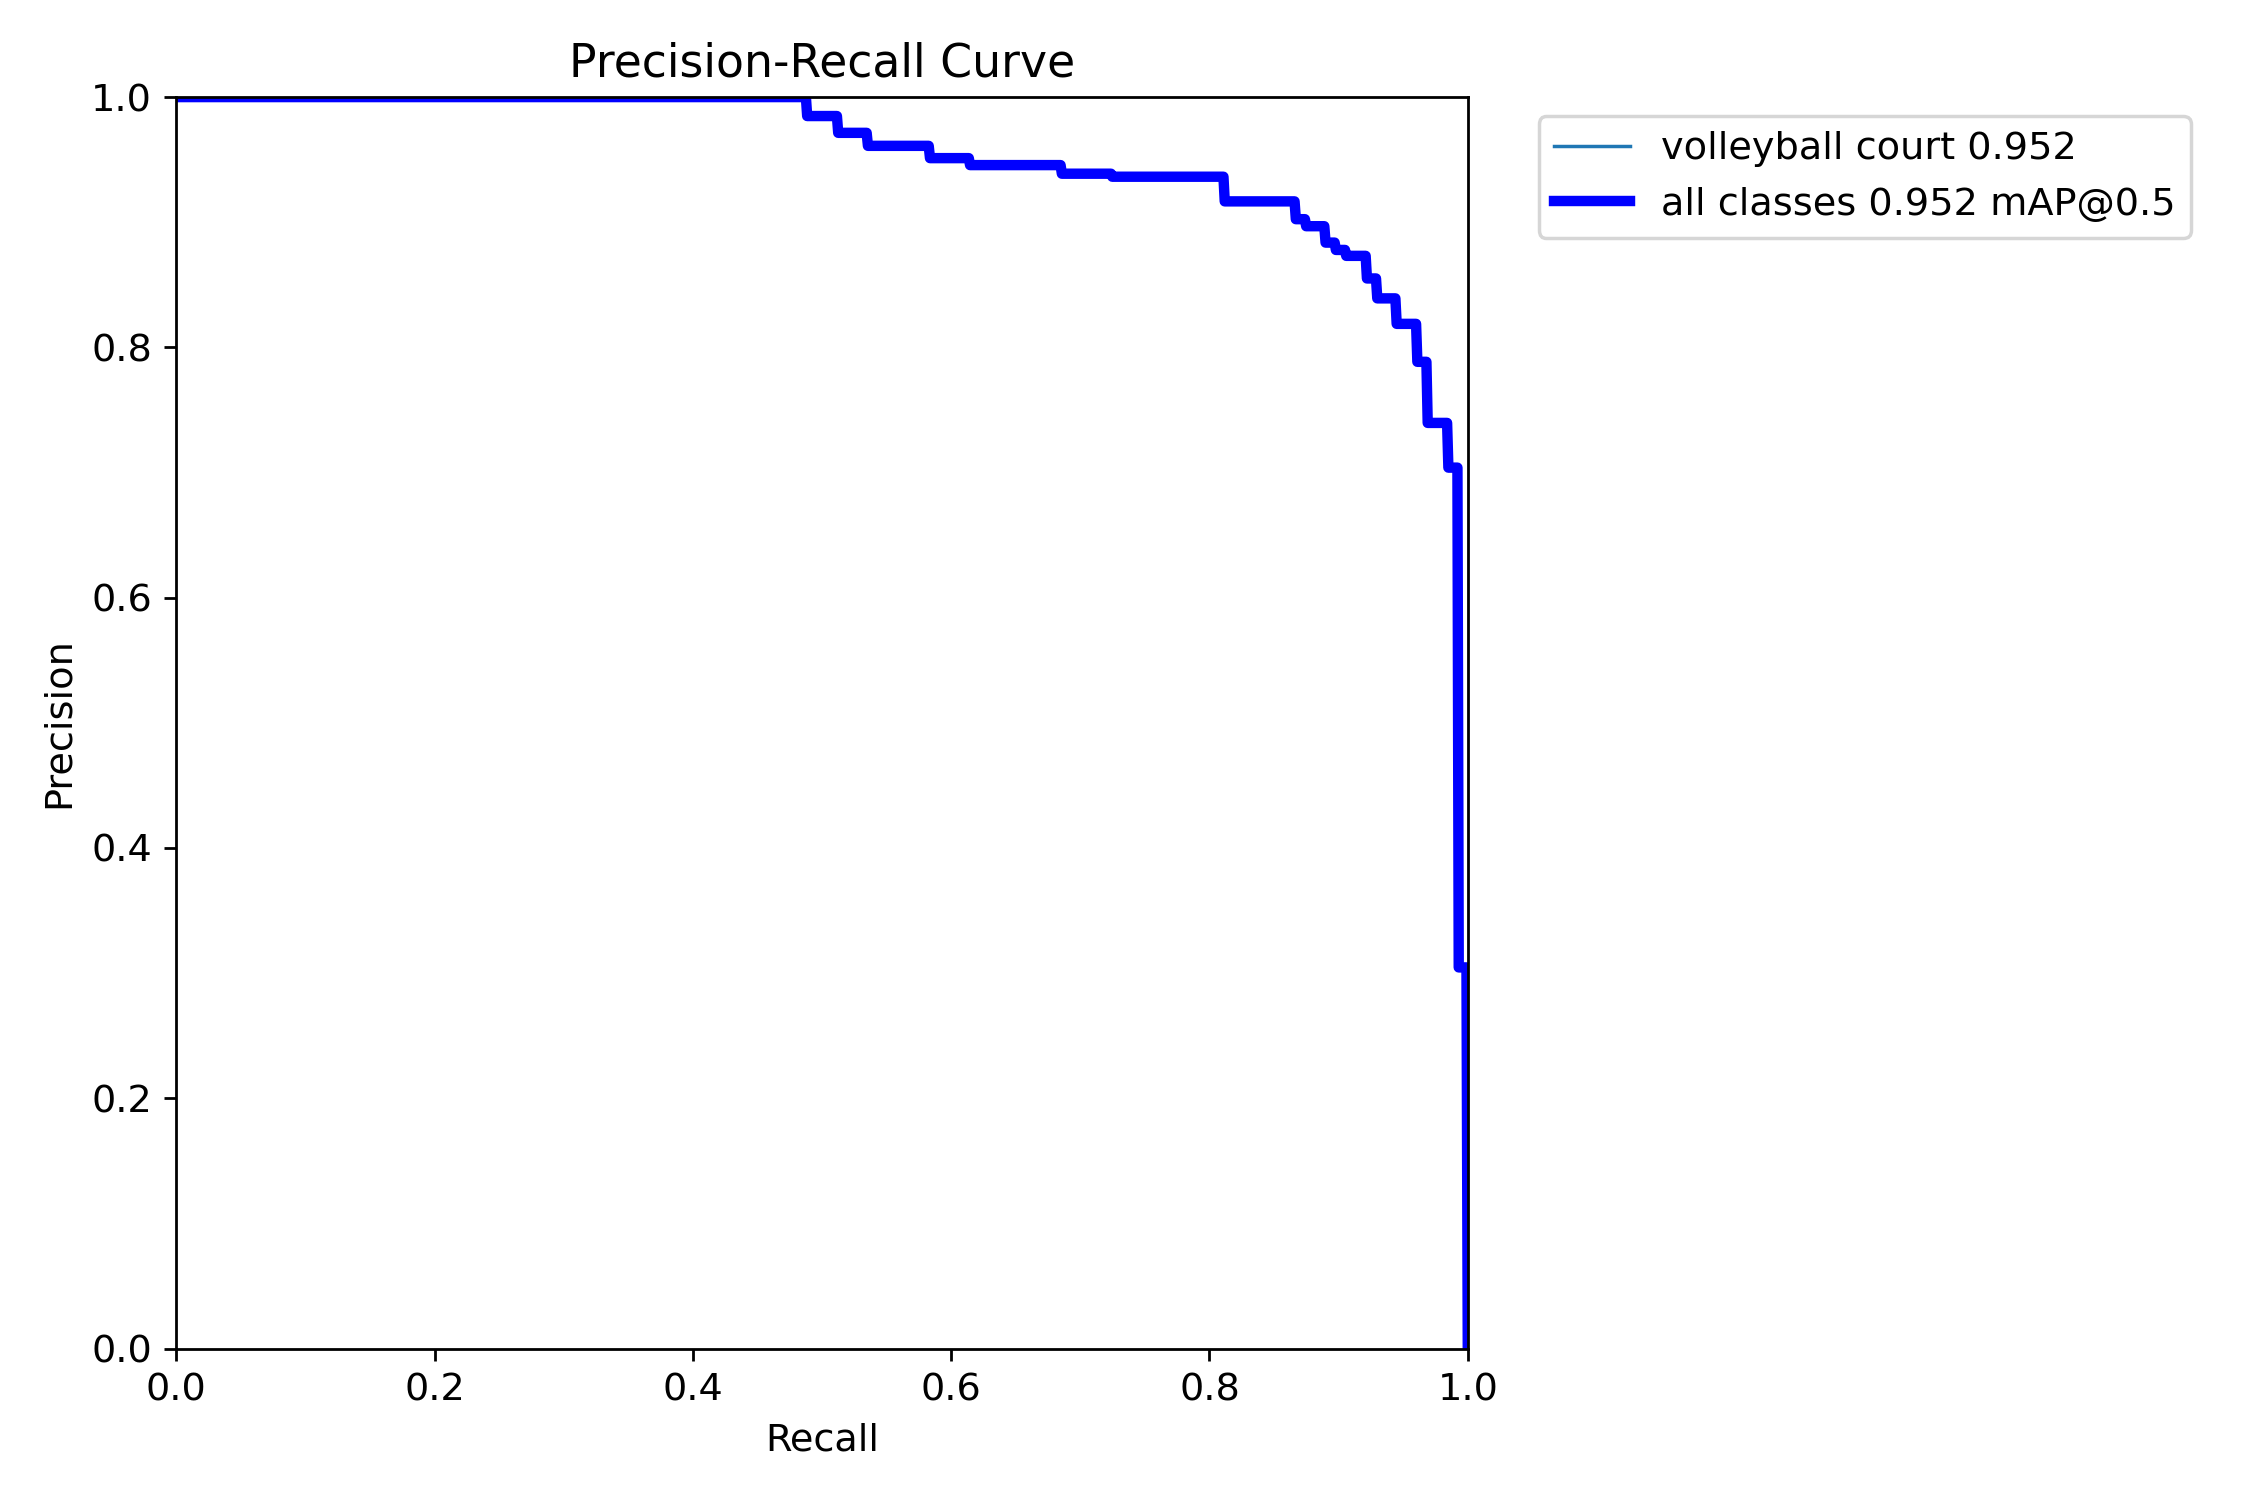 Precision-Recall Curve
1.0
0.8
0.6
0.4
0.2
0.0
Precision
0.0 0.2 0.4 0.6 0.8 1.0
Recall
volleyball court 0.952
all classes 0.952 mAP@0.5